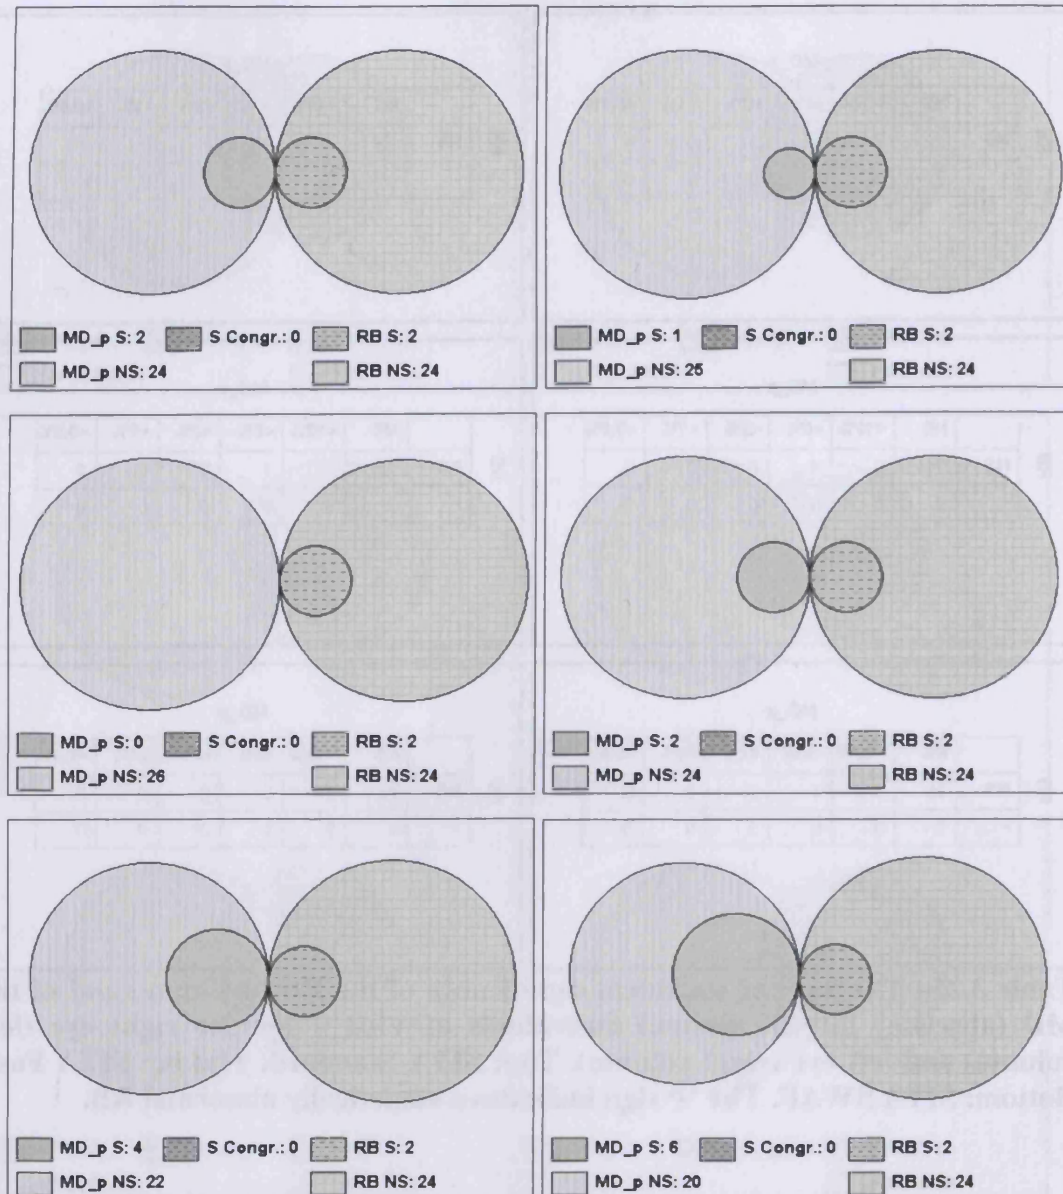 MD_p S: 2 S Congr.: 0 RB S: 2
MD_p NS: 24 RB NS: 24
MD_p S: 1 S Congr.: 0 RB S: 2
MD_p NS: 25 RB NS: 24
MD_p S: 0 S Congr.: 0 RB S: 2
MD_p NS: 26 RB NS: 24
MD_p S: 2 S Congr.: 0 RB S: 2
MD_p NS: 24 RB NS: 24
MD_p S: 4 S Congr.: 0 RB S: 2
MD_p NS: 22 RB NS: 24
MD_p S: 6 S Congr.: 0 RB S: 2
MD_p NS: 20 RB NS: 24